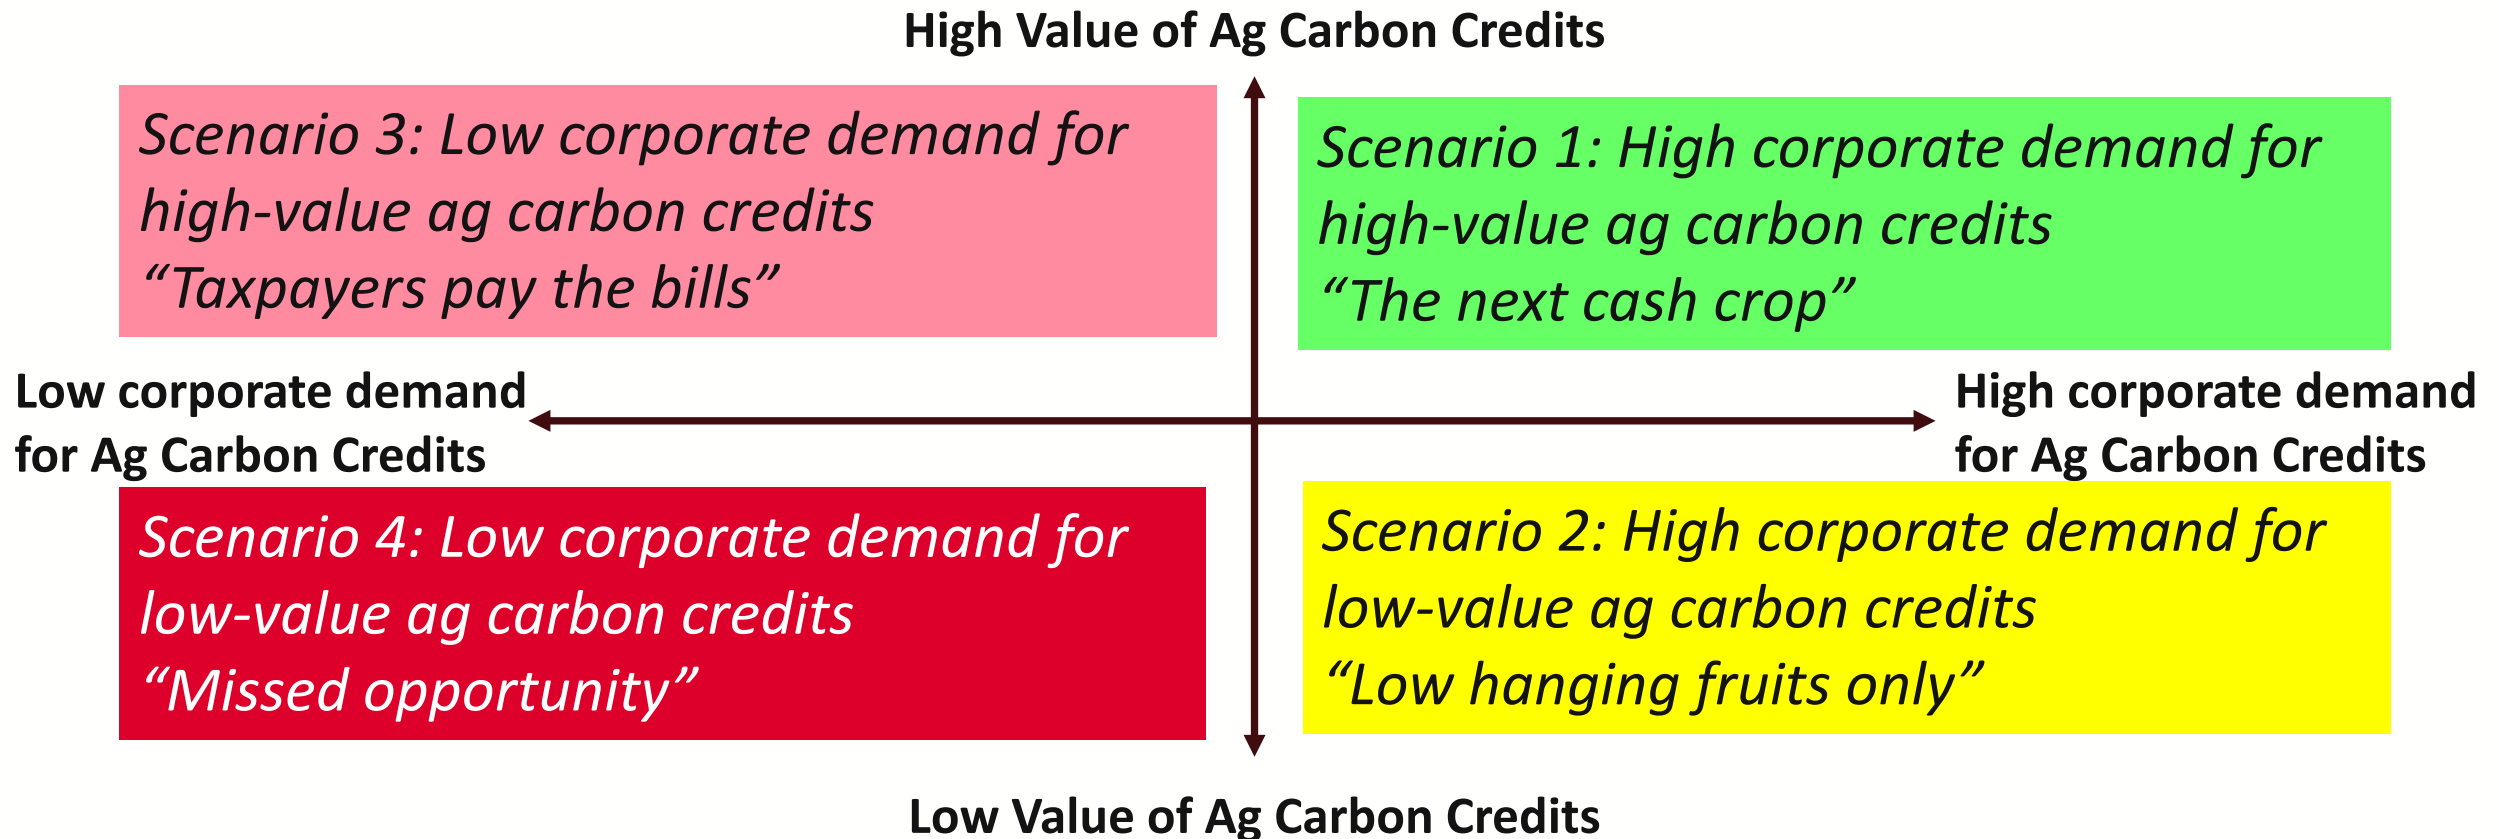 High Value of Ag Carbon Credits
Scenario 3: Low corporate demand for
high-value ag carbon credits
“Taxpayers pay the bills”
Scenario 1: High corporate demand for
high-value ag carbon credits
“The next cash crop”
Low corporate demand
for Ag Carbon Credits
High corporate demand
for Ag Carbon Credits
Scenario 4: Low corporate demand for
low-value ag carbon credits
“Missed opportunity”
Scenario 2: High corporate demand for
low-value ag carbon credits
“Low hanging fruits only”
Low Value of Ag Carbon Credits